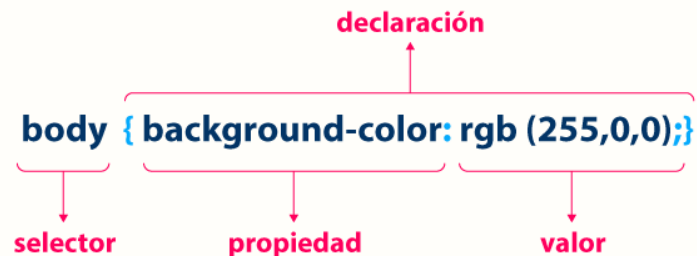 declaración
body { background-color: rgb (255,0,0);}
selector propiedad valor